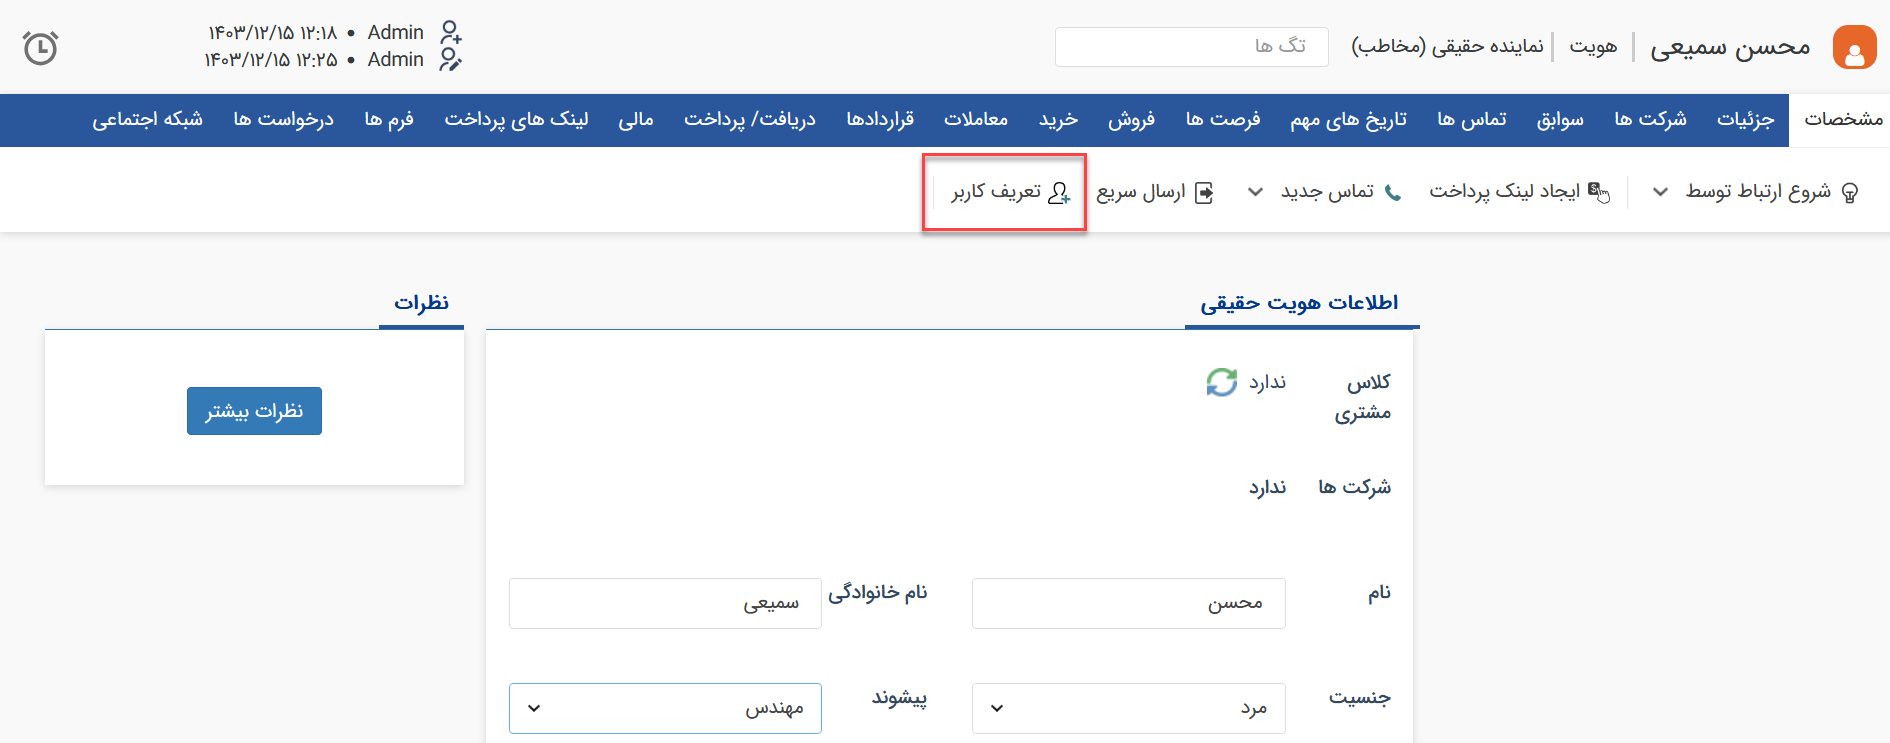 محسن سمیعی | هویت | نماینده حقیقی (مخاطب)
تگ ها
Admin • ۱۴۰۳/۱۲/۱۵ ۱۲:۱۸
Admin • ۱۴۰۳/۱۲/۱۵ ۱۲:۲۵
مشخصات جزئیات شرکت ها سوابق تماس ها تاریخ های مهم فرصت ها فروش خرید معاملات قراردادها دریافت/ پرداخت مالی لینک های پرداخت فرم ها درخواست ها شبکه اجتماعی
شروع ارتباط توسط ایجاد لینک پرداخت تماس جدید ارسال سریع تعریف کاربر
اطلاعات هویت حقیقی
کلاس مشتری ندارد
شرکت ها ندارد
نام محسن نام خانوادگی سمیعی
جنسیت مرد پیشوند مهندس
نظرات
نظرات بیشتر